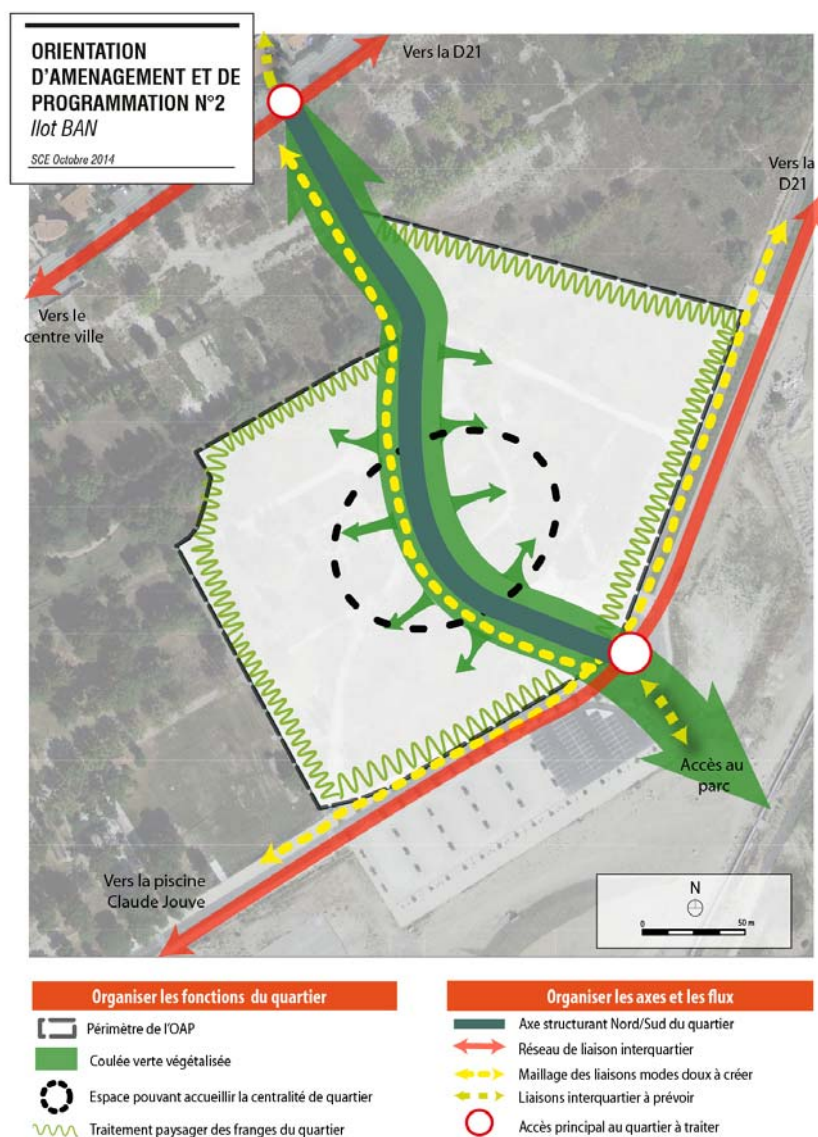 ORIENTATION
D'AMENAGEMENT ET DE
PROGRAMMATION N°2
Ilot BAN
SCE Octobre 2014
Vers la D21
Vers la
D21
Vers le
centre ville
Accès au
parc
Vers la piscine
Claude Jouve
N
0
50 m
Organiser les fonctions du quartier
Périmètre de l'OAP
Coulée verte végétalisée
Espace pouvant accueillir la centralité de quartier
Traitement paysager des franges du quartier
Organiser les axes et les flux
Axe structurant Nord/Sud du quartier
Réseau de liaison interquartier
Maillage des liaisons modes doux à créer
Liaisons interquartier à prévoir
Accès principal au quartier à traiter